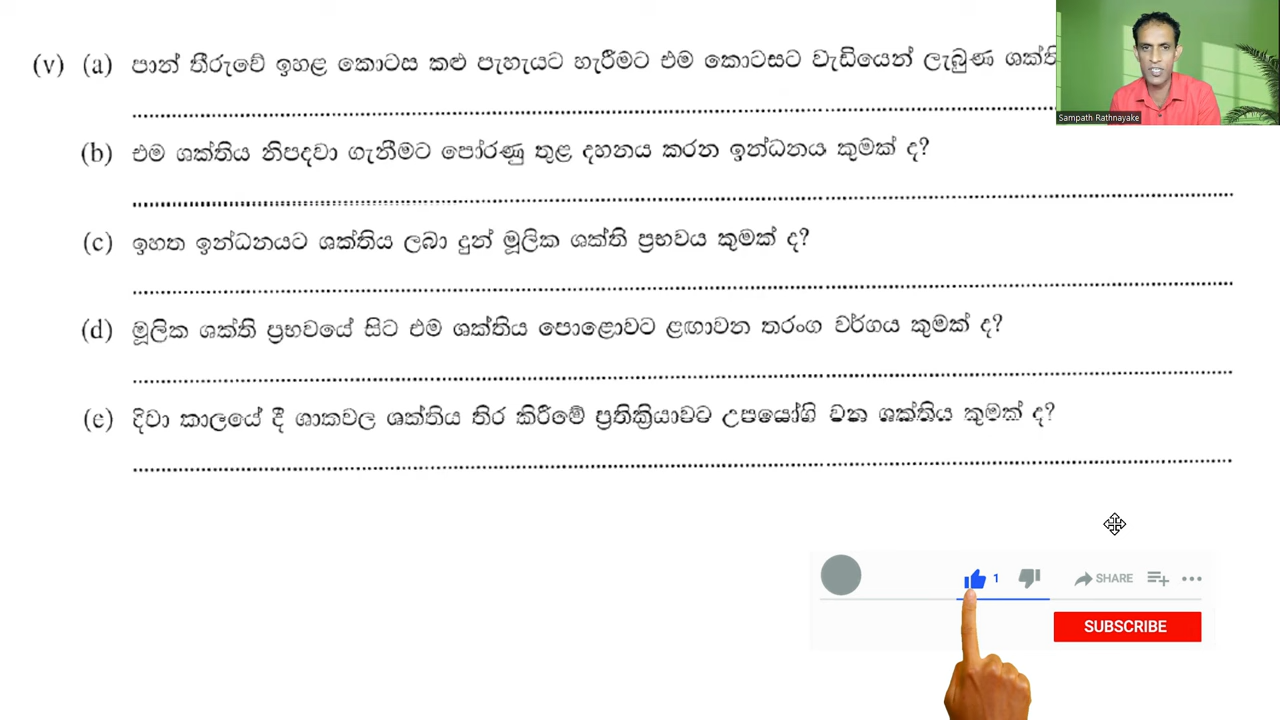 (v) (a) පාන් තීරුවේ ඉහළ කොටස කළු පැහැයට හැරීමට එම කොටසට වැඩියෙන් ලැබුණ ශක්ති
Sampath Rathnayake
(b) එම ශක්තිය නිපදවා ගැනීමට පෝරණු තුළ දහනය කරන ඉන්ධනය කුමක් ද?
(c) ඉහත ඉන්ධනයට ශක්තිය ලබා දුන් මූලික ශක්ති ප්‍රභවය කුමක් ද?
(d) මූලික ශක්ති ප්‍රභවයේ සිට එම ශක්තිය පොළොවට ළඟාවන තරංග වර්ගය කුමක් ද?
(e) දිවා කාලයේ දී ශාකවල ශක්තිය තිර කිරීමේ ප්‍රතික්‍රියාවට උපයෝගි වන ශක්තිය කුමක් ද?
1 SHARE
SUBSCRIBE